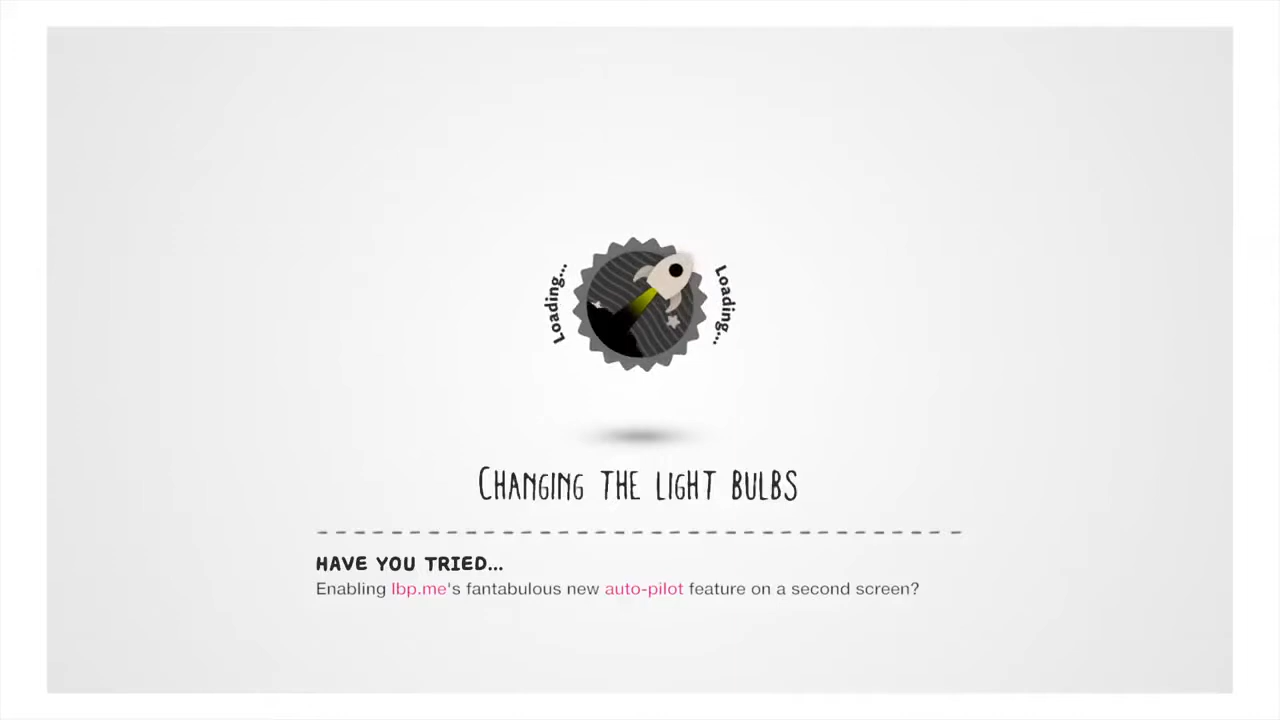 Loading...
Loading...
Changing the light bulbs
HAVE YOU TRIED...
Enabling lbp.me's fantabulous new auto-pilot feature on a second screen?